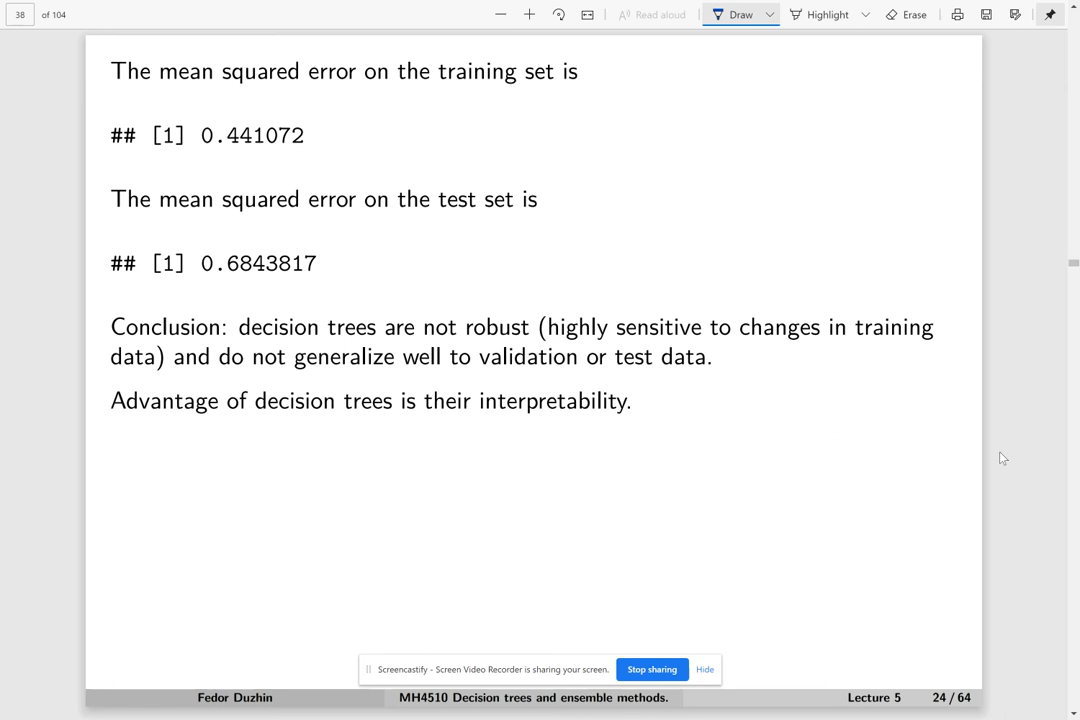 38 of 104 Read aloud Draw Highlight Erase
The mean squared error on the training set is
## [1] 0.441072
The mean squared error on the test set is
## [1] 0.6843817
Conclusion: decision trees are not robust (highly sensitive to changes in training
data) and do not generalize well to validation or test data.
Advantage of decision trees is their interpretability.
Screencastify - Screen Video Recorder is sharing your screen. Stop sharing Hide
Fedor Duzhin MH4510 Decision trees and ensemble methods. Lecture 5 24 / 64